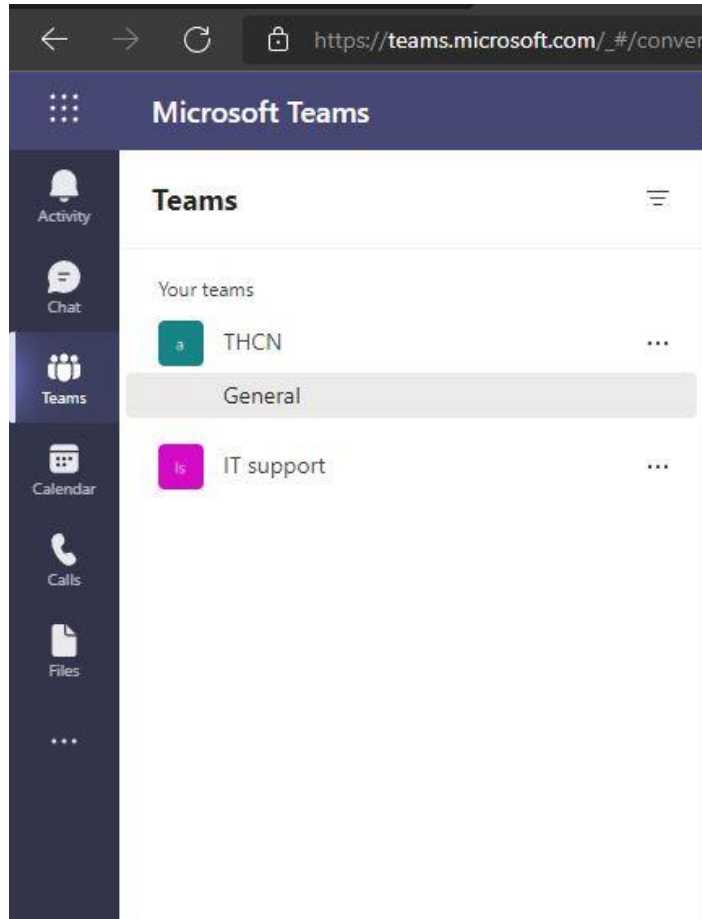 https://teams.microsoft.com/_#/conver
Microsoft Teams
Activity
Chat
Teams
Calendar
Calls
Files
Teams
Your teams
a THCN
General
Is IT support